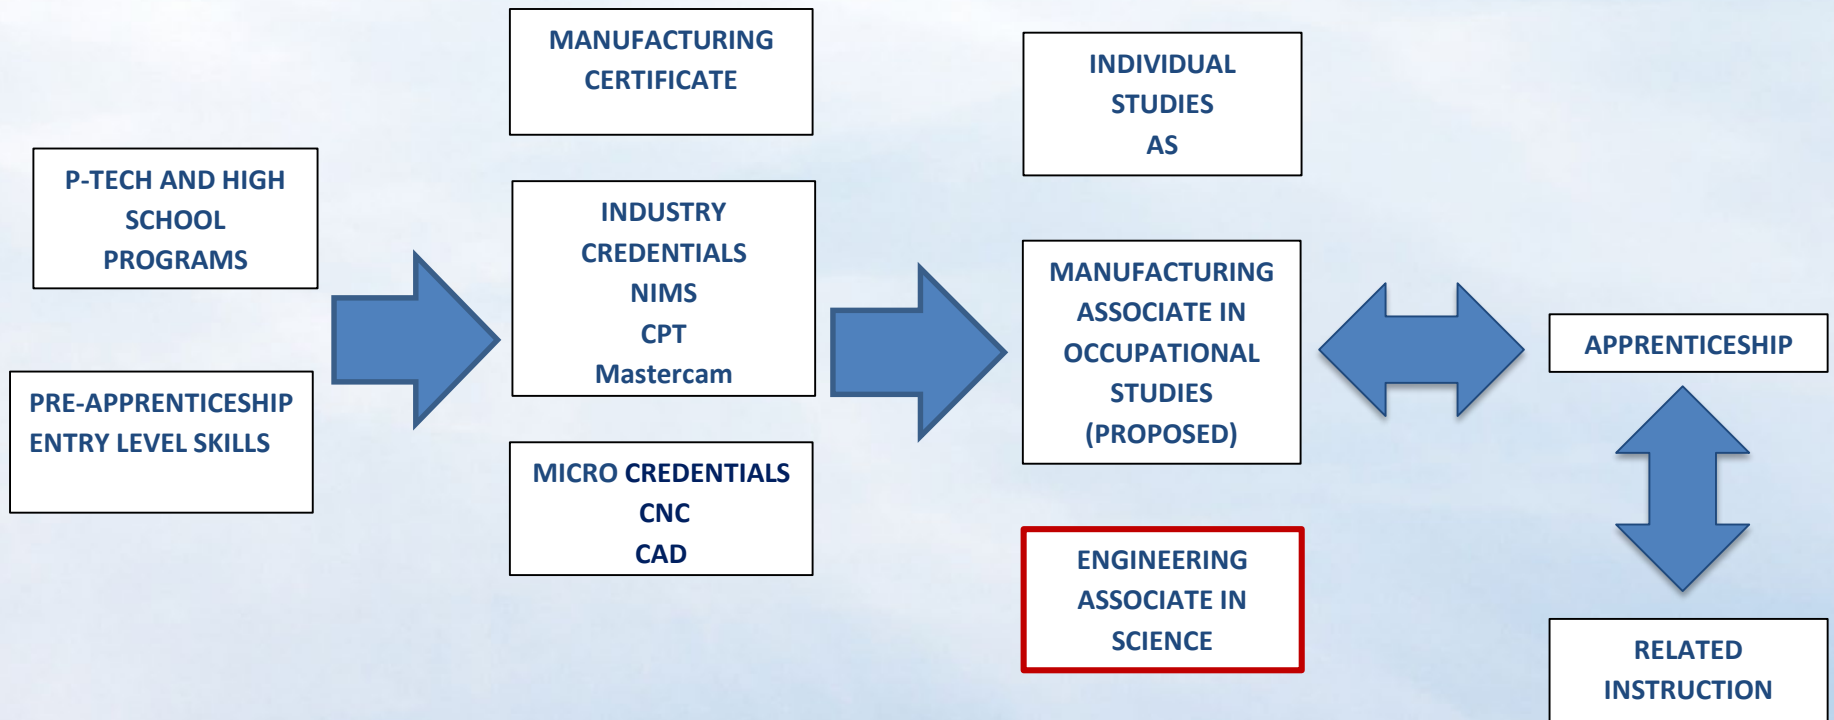 P-TECH AND HIGH
SCHOOL
PROGRAMS
PRE-APPRENTICESHIP
ENTRY LEVEL SKILLS
MANUFACTURING
CERTIFICATE
INDUSTRY
CREDENTIALS
NIMS
CPT
Mastercam
MICRO CREDENTIALS
CNC
CAD
INDIVIDUAL
STUDIES
AS
MANUFACTURING
ASSOCIATE IN
OCCUPATIONAL
STUDIES
(PROPOSED)
ENGINEERING
ASSOCIATE IN
SCIENCE
APPRENTICESHIP
RELATED
INSTRUCTION